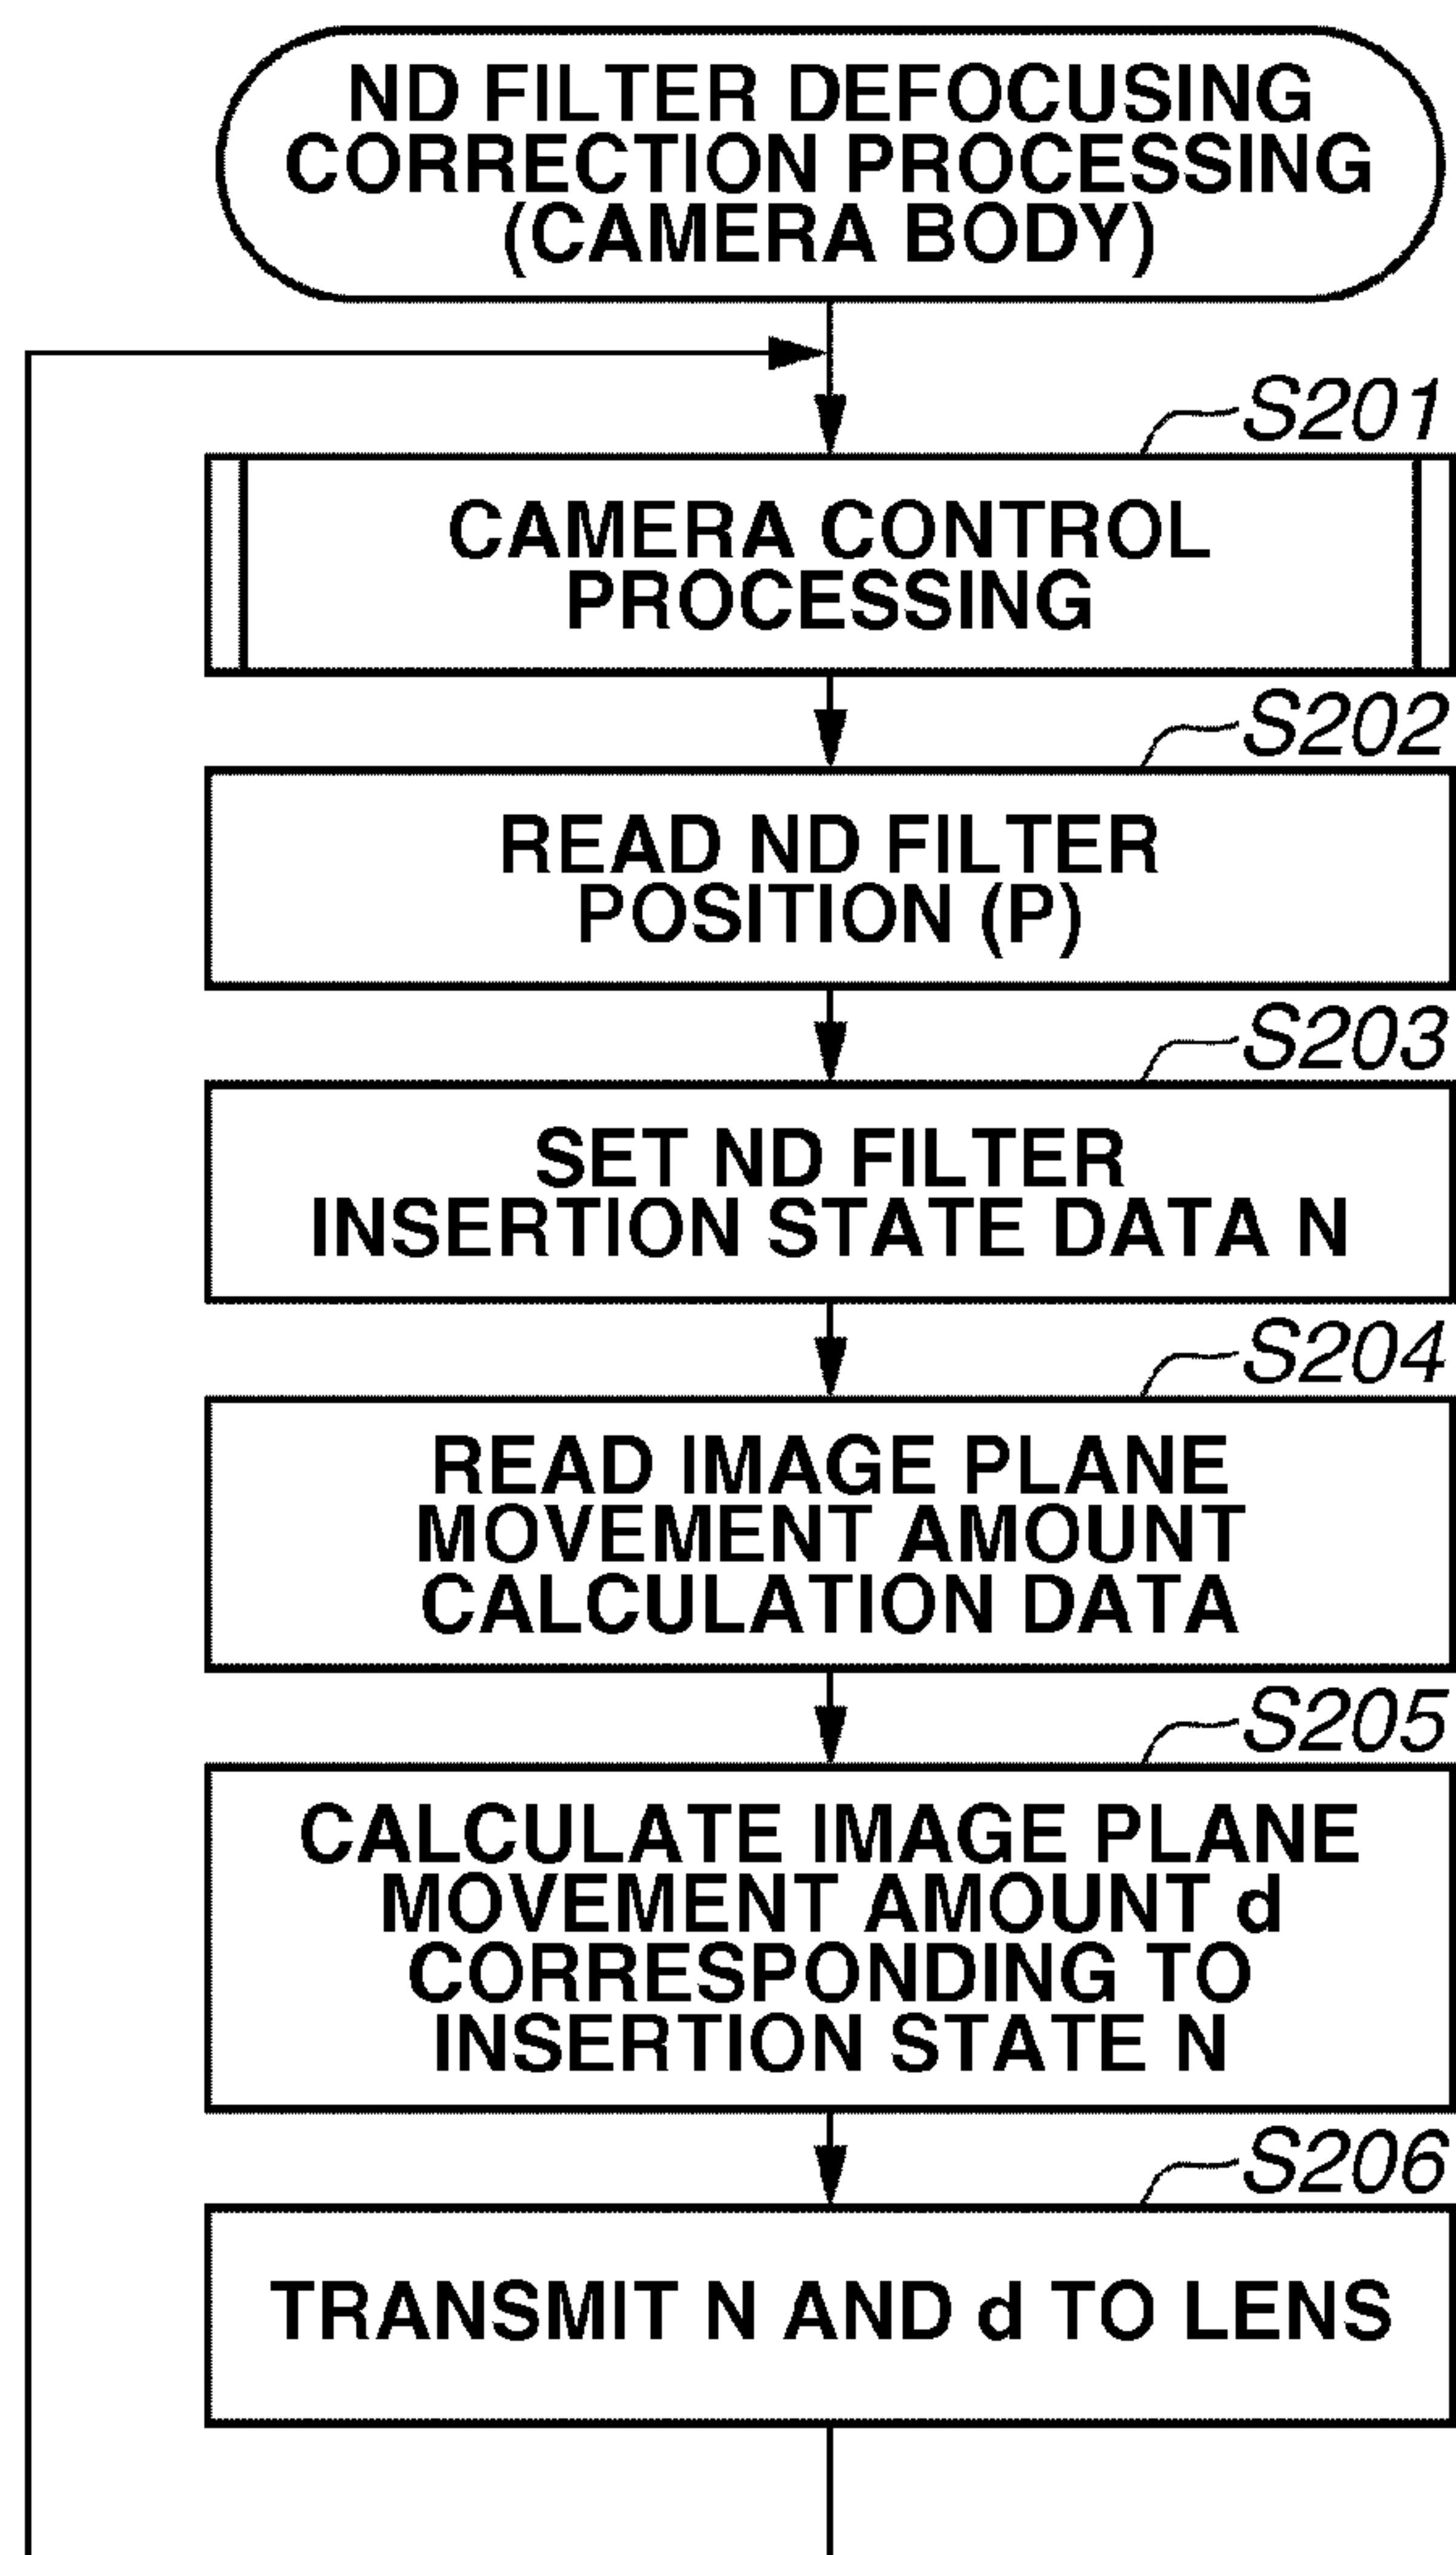 ND FILTER DEFOCUSING
CORRECTION PROCESSING
(CAMERA BODY)
S201
CAMERA CONTROL
PROCESSING
S202
READ ND FILTER
POSITION (P)
S203
SET ND FILTER
INSERTION STATE DATA N
S204
READ IMAGE PLANE
MOVEMENT AMOUNT
CALCULATION DATA
S205
CALCULATE IMAGE PLANE
MOVEMENT AMOUNT d
CORRESPONDING TO
INSERTION STATE N
S206
TRANSMIT N AND d TO LENS